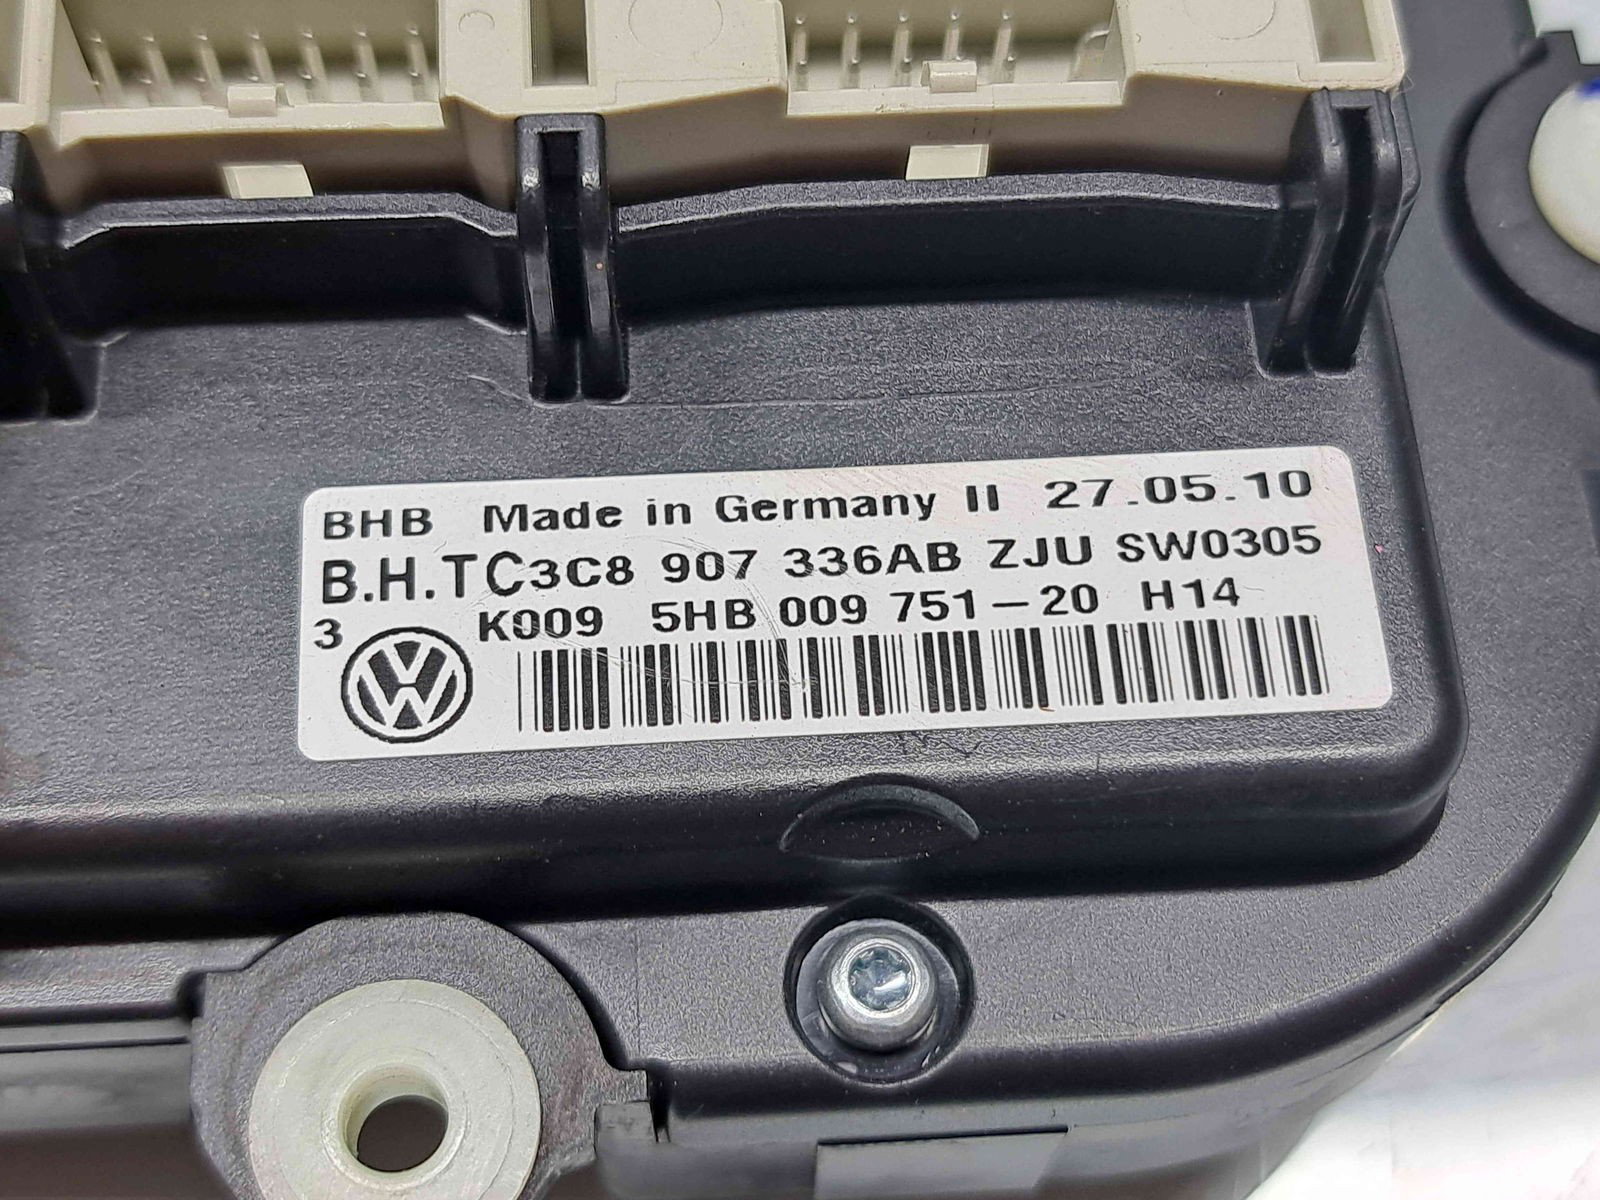 BHB Made in Germany II 27.05.10
B.H.TC3C8 907 336AB ZJU SW0305
3 K009 5HB 009 751-20 H14
VW